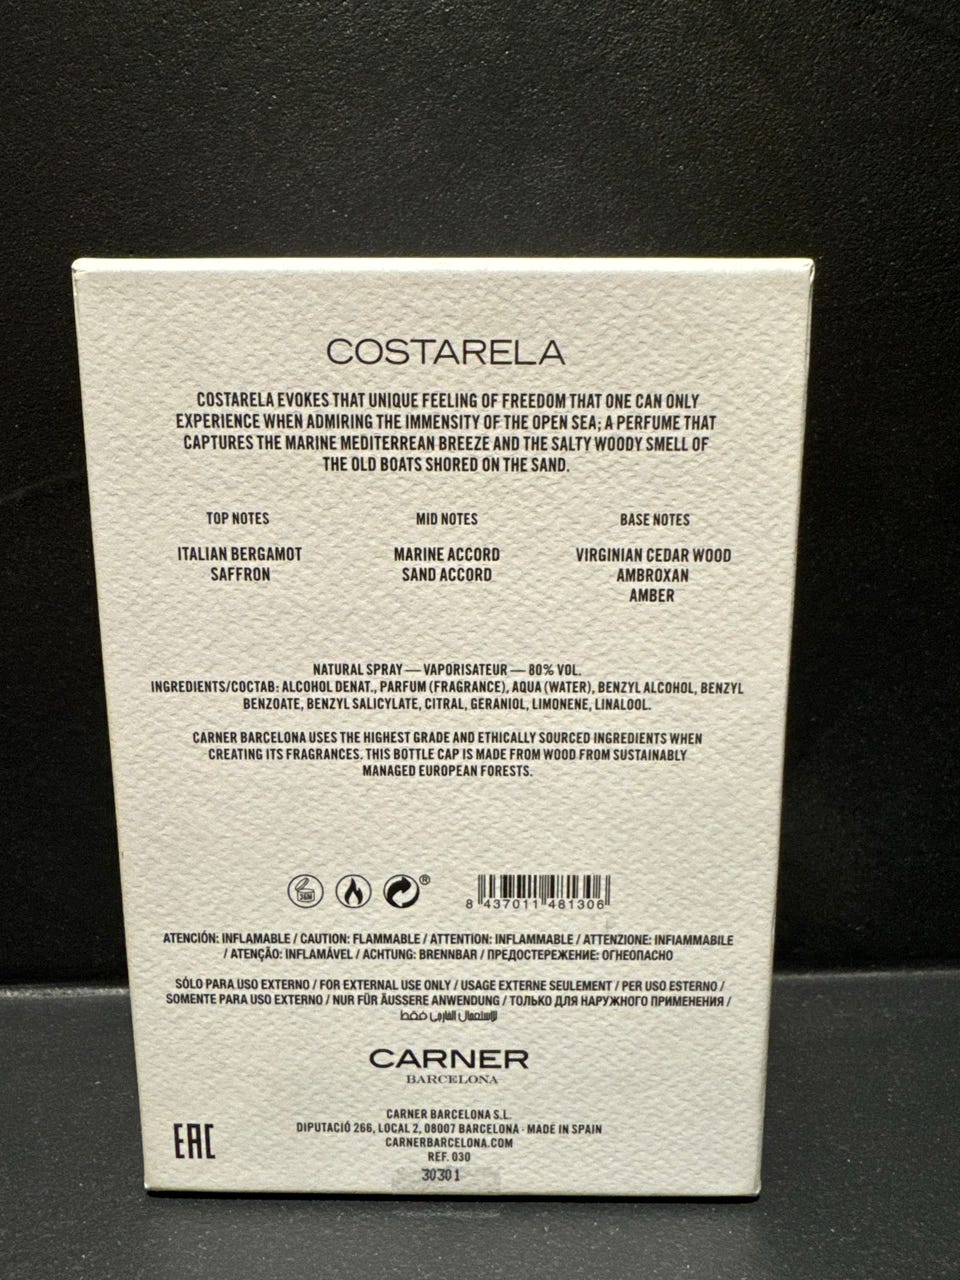 COSTARELA
COSTARELA EVOKES THAT UNIQUE FEELING OF FREEDOM THAT ONE CAN ONLY
EXPERIENCE WHEN ADMIRING THE IMMENSITY OF THE OPEN SEA; A PERFUME THAT
CAPTURES THE MARINE MEDITERREAN BREEZE AND THE SALTY WOODY SMELL OF
THE OLD BOATS SHORED ON THE SAND.
TOP NOTES
ITALIAN BERGAMOT
SAFFRON
MID NOTES
MARINE ACCORD
SAND ACCORD
BASE NOTES
VIRGINIAN CEDAR WOOD
AMBROXAN
AMBER
NATURAL SPRAY — VAPORISATEUR — 80% VOL.
INGREDIENTS/СОСТАВ: ALCOHOL DENAT., PARFUM (FRAGRANCE), AQUA (WATER), BENZYL ALCOHOL, BENZYL
BENZOATE, BENZYL SALICYLATE, CITRAL, GERANIOL, LIMONENE, LINALOOL.
CARNER BARCELONA USES THE HIGHEST GRADE AND ETHICALLY SOURCED INGREDIENTS WHEN
CREATING ITS FRAGRANCES. THIS BOTTLE CAP IS MADE FROM WOOD FROM SUSTAINABLY
MANAGED EUROPEAN FORESTS.
®
8 437011 481306
ATENCIÓN: INFLAMABLE / CAUTION: FLAMMABLE / ATTENTION: INFLAMMABLE / ATTENZIONE: INFIAMMABILE
/ ATENÇÃO: INFLAMÁVEL / ACHTUNG: BRENNBAR / ПРЕДОСТЕРЕЖЕНИЕ: ОГНЕОПАСНО
SÓLO PARA USO EXTERNO / FOR EXTERNAL USE ONLY / USAGE EXTERNE SEULEMENT / PER USO ESTERNO /
SOMENTE PARA USO EXTERNO / NUR FÜR ÄUSSERE ANWENDUNG / ТОЛЬКО ДЛЯ НАРУЖНОГО ПРИМЕНЕНИЯ /
CARNER
BARCELONA
CARNER BARCELONA S.L.
DIPUTACIÓ 266, LOCAL 2, 08007 BARCELONA · MADE IN SPAIN
CARNERBARCELONA.COM
REF. 030
30301
EAC